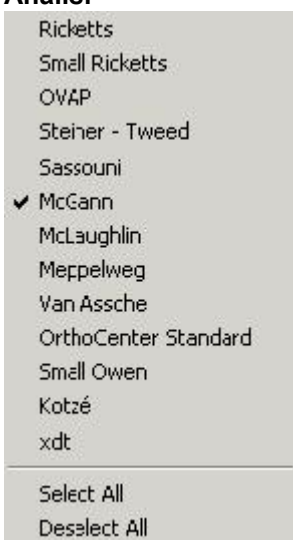 Ricketts
Small Ricketts
OVAP
Steiner - Tweed
Sassouni
McGann
McLaughlin
Meppelweg
Van Assche
OrthoCenter Standard
Small Owen
Kotzé
xdt
Select All
Deselect All